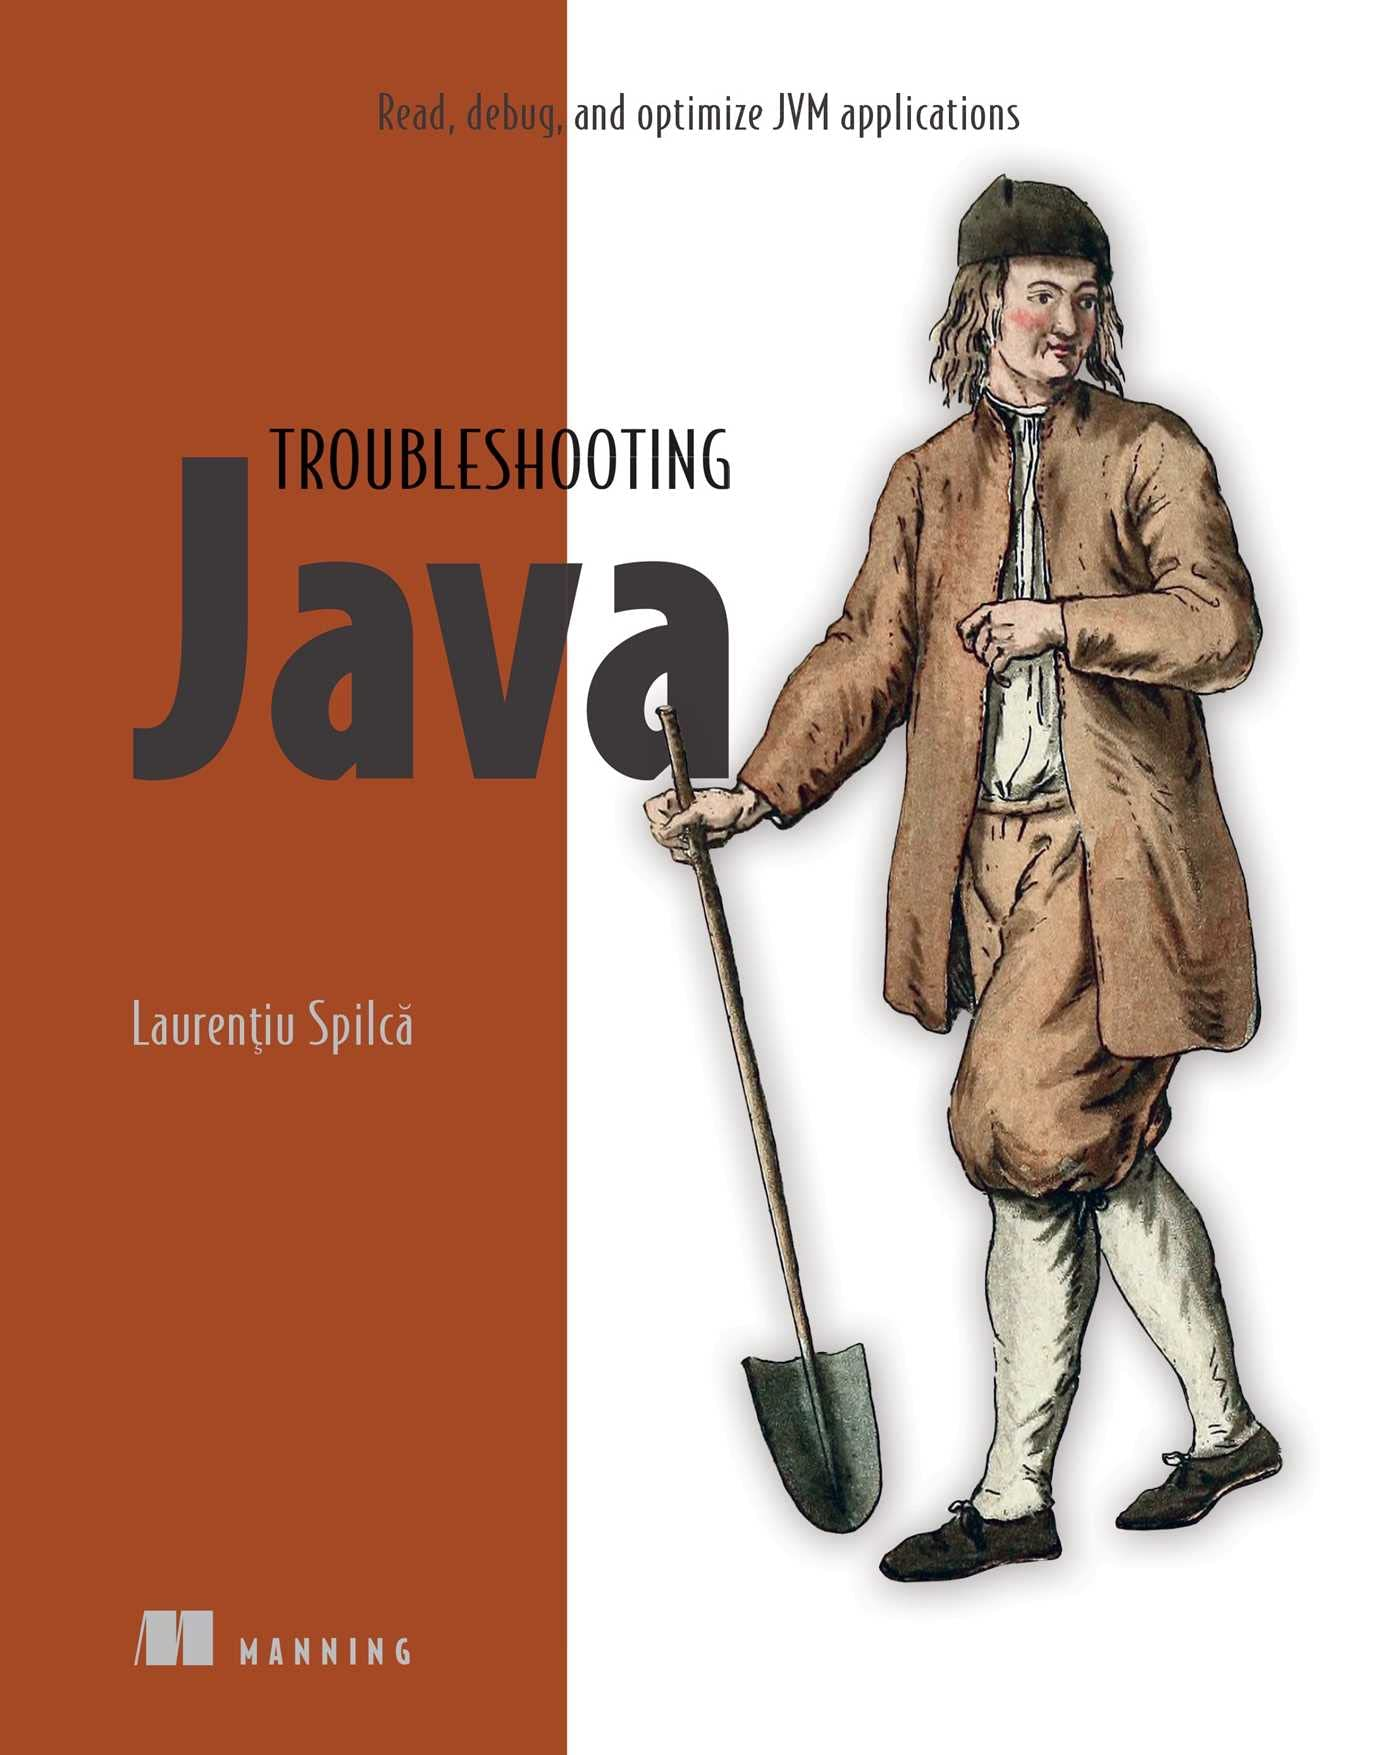 Read, debug, and optimize JVM applications
TROUBLESHOOTING
Java
Laurenţiu Spilcă
MANNING